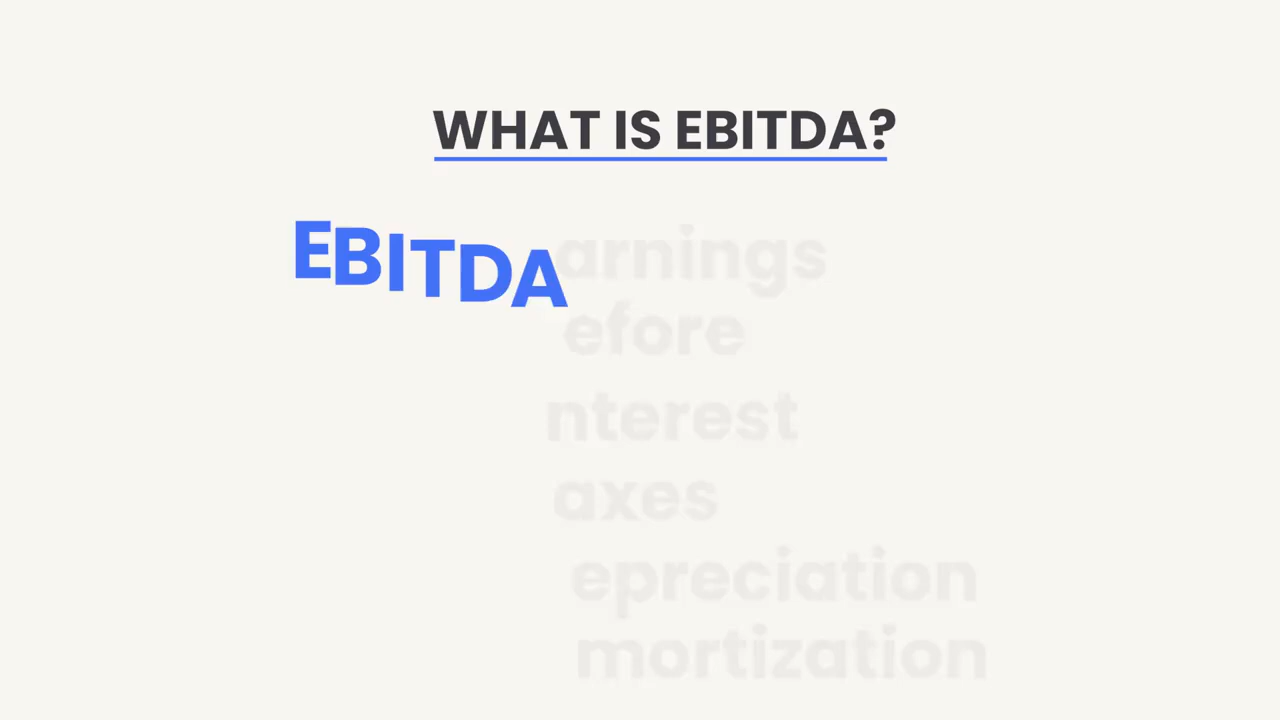 WHAT IS EBITDA?
EBITDA
arnings
efore
nterest
axes
epreciation
mortization